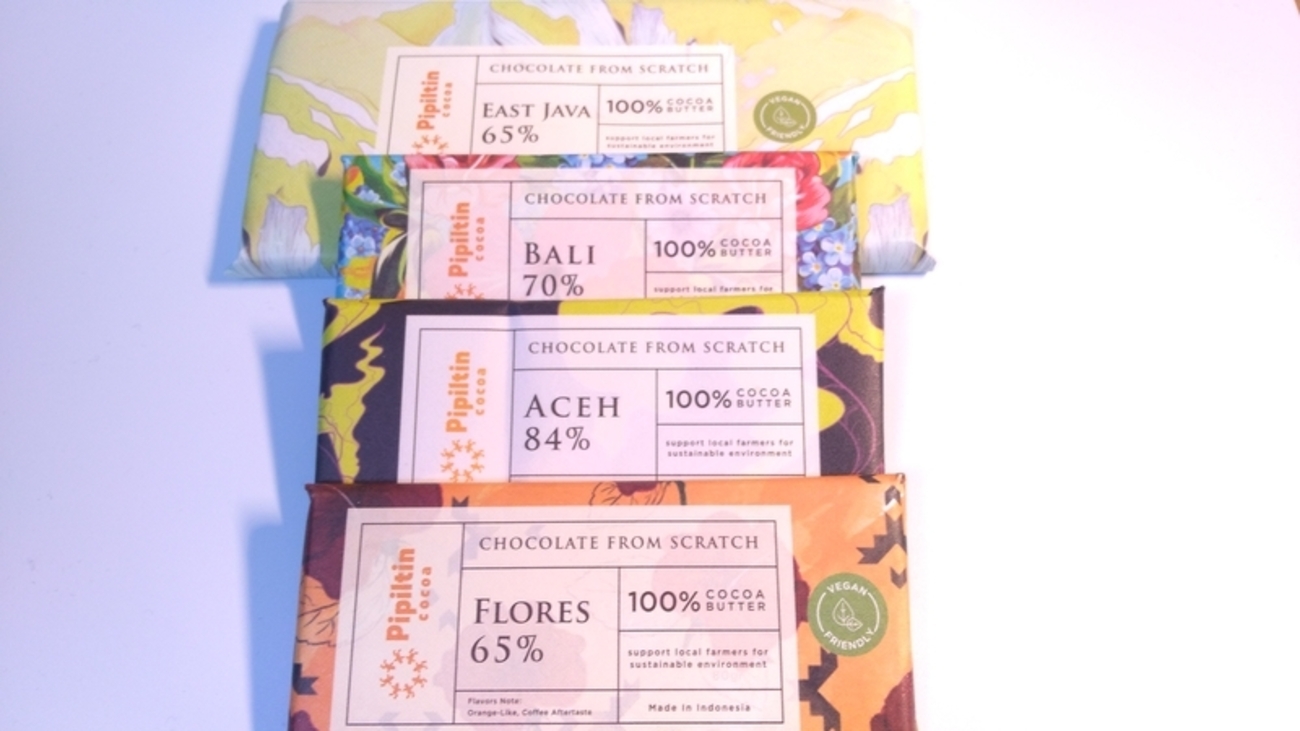 CHOCOLATE FROM SCRATCH
Pipiltin
cocoa
EAST JAVA
65%
100% COCOA
BUTTER
support local farmers for
sustainable environment
VEGAN
FRIENDLY
CHOCOLATE FROM SCRATCH
Pipiltin
cocoa
BALI
70%
100% COCOA
BUTTER
support local farmers for
CHOCOLATE FROM SCRATCH
Pipiltin
cocoa
ACEH
84%
100% COCOA
BUTTER
support local farmers for
sustainable environment
CHOCOLATE FROM SCRATCH
Pipiltin
cocoa
FLORES
65%
100% COCOA
BUTTER
support local farmers for
sustainable environment
VEGAN
FRIENDLY
Flavors Note:
Orange-Like, Coffee Aftertaste
Made in Indonesia